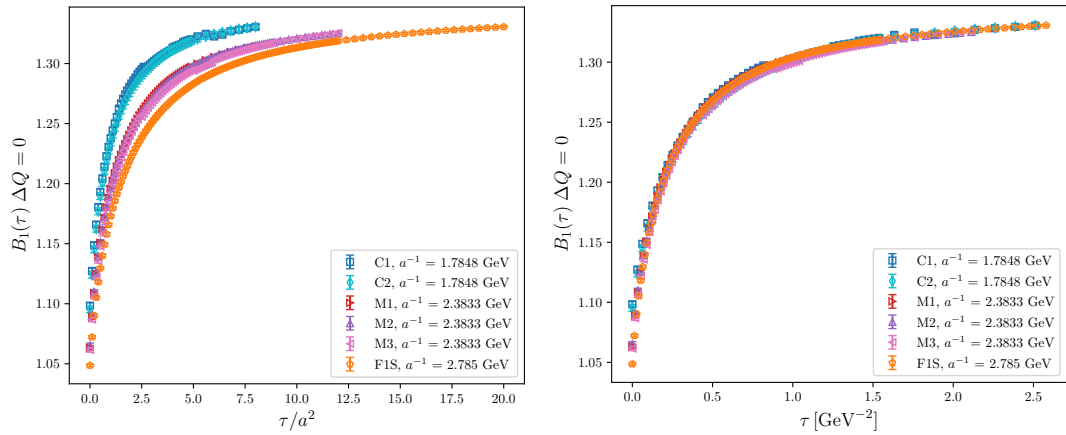 B₁(τ) ΔQ = 0
1.30
1.25
1.20
1.15
1.10
1.05
C1, a⁻¹ = 1.7848 GeV
C2, a⁻¹ = 1.7848 GeV
M1, a⁻¹ = 2.3833 GeV
M2, a⁻¹ = 2.3833 GeV
M3, a⁻¹ = 2.3833 GeV
F1S, a⁻¹ = 2.785 GeV
0.0 2.5 5.0 7.5 10.0 12.5 15.0 17.5 20.0
τ/a²
B₁(τ) ΔQ = 0
1.30
1.25
1.20
1.15
1.10
1.05
C1, a⁻¹ = 1.7848 GeV
C2, a⁻¹ = 1.7848 GeV
M1, a⁻¹ = 2.3833 GeV
M2, a⁻¹ = 2.3833 GeV
M3, a⁻¹ = 2.3833 GeV
F1S, a⁻¹ = 2.785 GeV
0.0 0.5 1.0 1.5 2.0 2.5
τ [GeV⁻²]